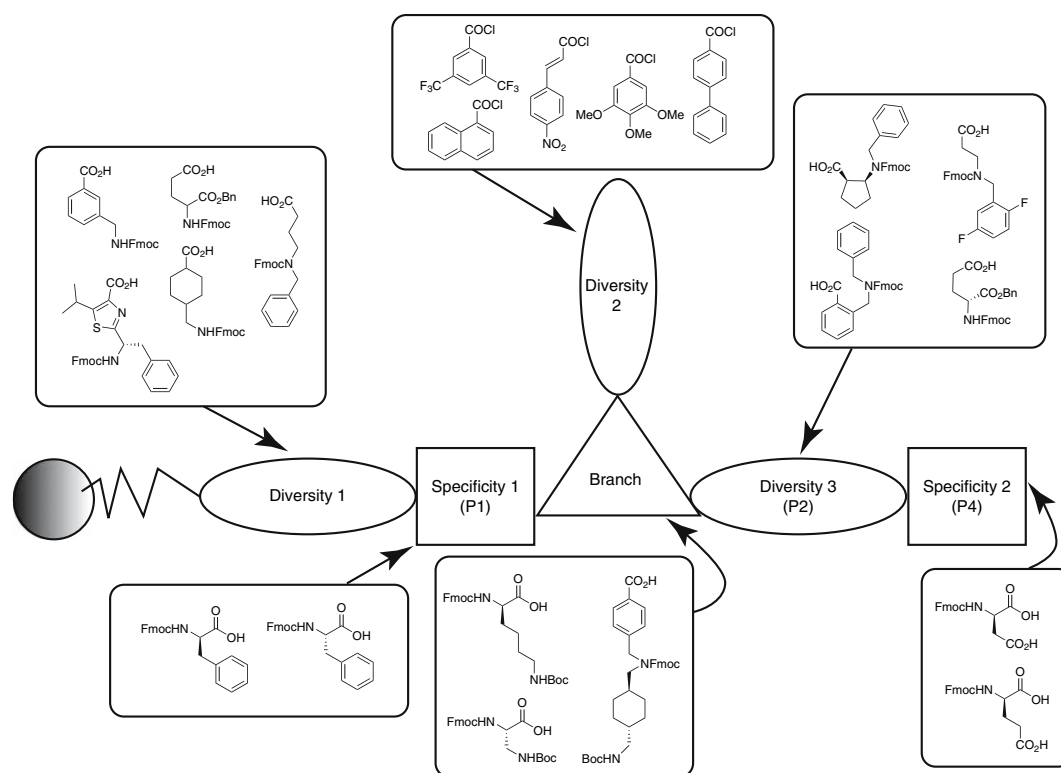 COCl
F3C
CF3
COCl
COCl
NO2
COCl
MeO
OMe
OMe
COCl
CO2H
NHFmoc
CO2H
CO2Bn
NHFmoc
HO2C
FmocN
CO2H
NHFmoc
CO2H
N
S
FmocHN
HO2C
NFmoc
CO2H
FmocN
F
F
HO2C
NFmoc
CO2H
CO2Bn
NHFmoc
Diversity
2
Diversity 1
Specificity 1
(P1)
Branch
Diversity 3
(P2)
Specificity 2
(P4)
FmocHN
O
OH
FmocHN
O
OH
FmocHN
O
OH
NHBoc
FmocHN
O
OH
NHBoc
CO2H
NFmoc
BocHN
FmocHN
O
OH
CO2H
FmocHN
O
OH
CO2H